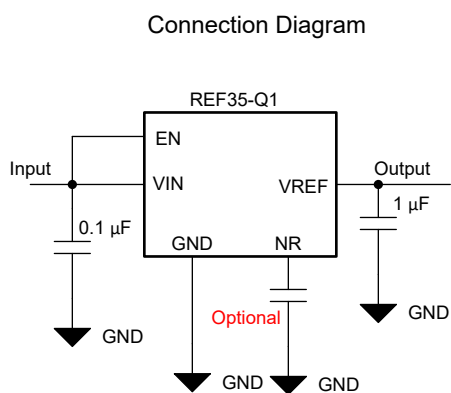 Connection Diagram
REF35-Q1
EN
Input
VIN
VREF
Output
0.1 µF
1 µF
GND
NR
Optional
GND
GND
GND
GND